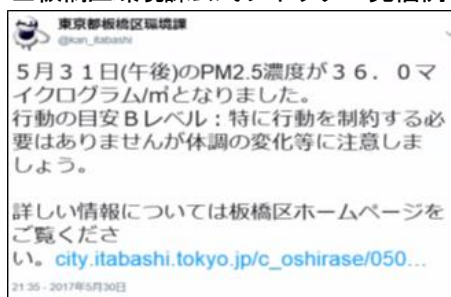 東京都板橋区環境課
@kan_itabashi
５月３１日(午後)のPM2.5濃度が３６．０マ
イクログラム/㎥となりました。
行動の目安Ｂレベル：特に行動を制約する必
要はありませんが体調の変化等に注意しま
しょう。
詳しい情報については板橋区ホームページを
ご覧くださ
い。city.itabashi.tokyo.jp/c_oshirase/050...
21:35 - 2017年5月30日